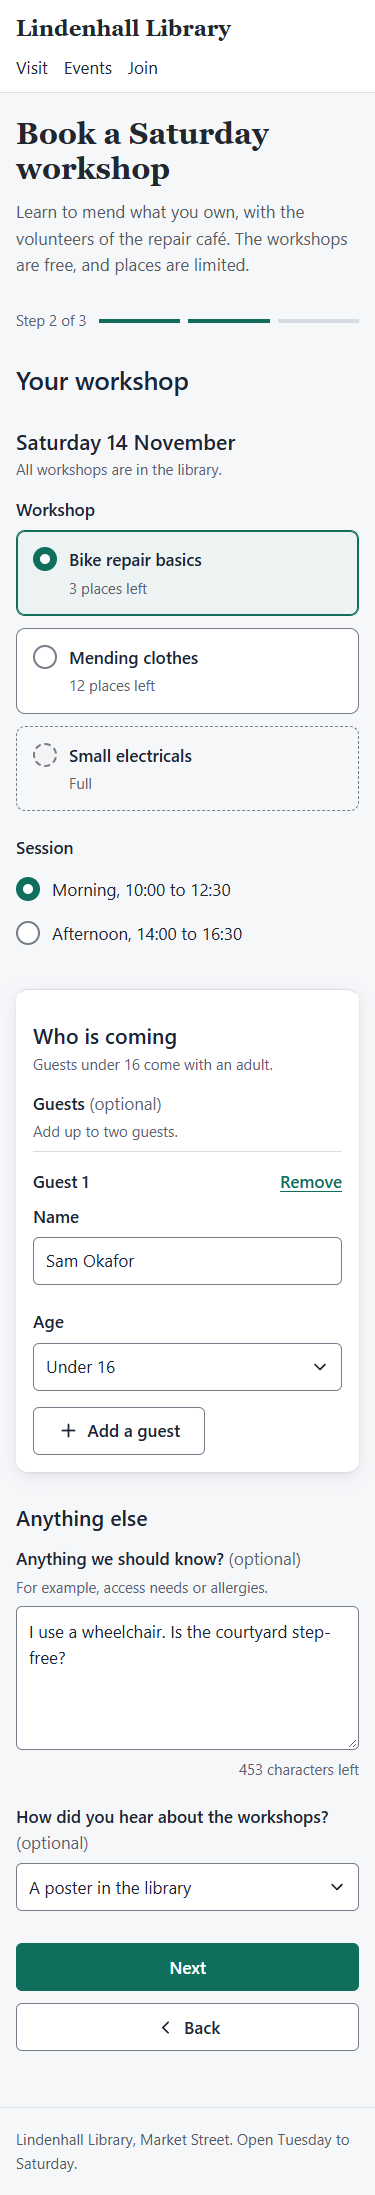 Lindenhall Library
Visit Events Join
Book a Saturday
workshop
Learn to mend what you own, with the
volunteers of the repair café. The workshops
are free, and places are limited.
Step 2 of 3
Your workshop
Saturday 14 November
All workshops are in the library.
Workshop
Bike repair basics
3 places left
Mending clothes
12 places left
Small electricals
Full
Session
Morning, 10:00 to 12:30
Afternoon, 14:00 to 16:30
Who is coming
Guests under 16 come with an adult.
Guests (optional)
Add up to two guests.
Guest 1 Remove
Name
Sam Okafor
Age
Under 16
Add a guest
Anything else
Anything we should know? (optional)
For example, access needs or allergies.
I use a wheelchair. Is the courtyard step-
free?
453 characters left
How did you hear about the workshops?
(optional)
A poster in the library
Next
Back
Lindenhall Library, Market Street. Open Tuesday to
Saturday.